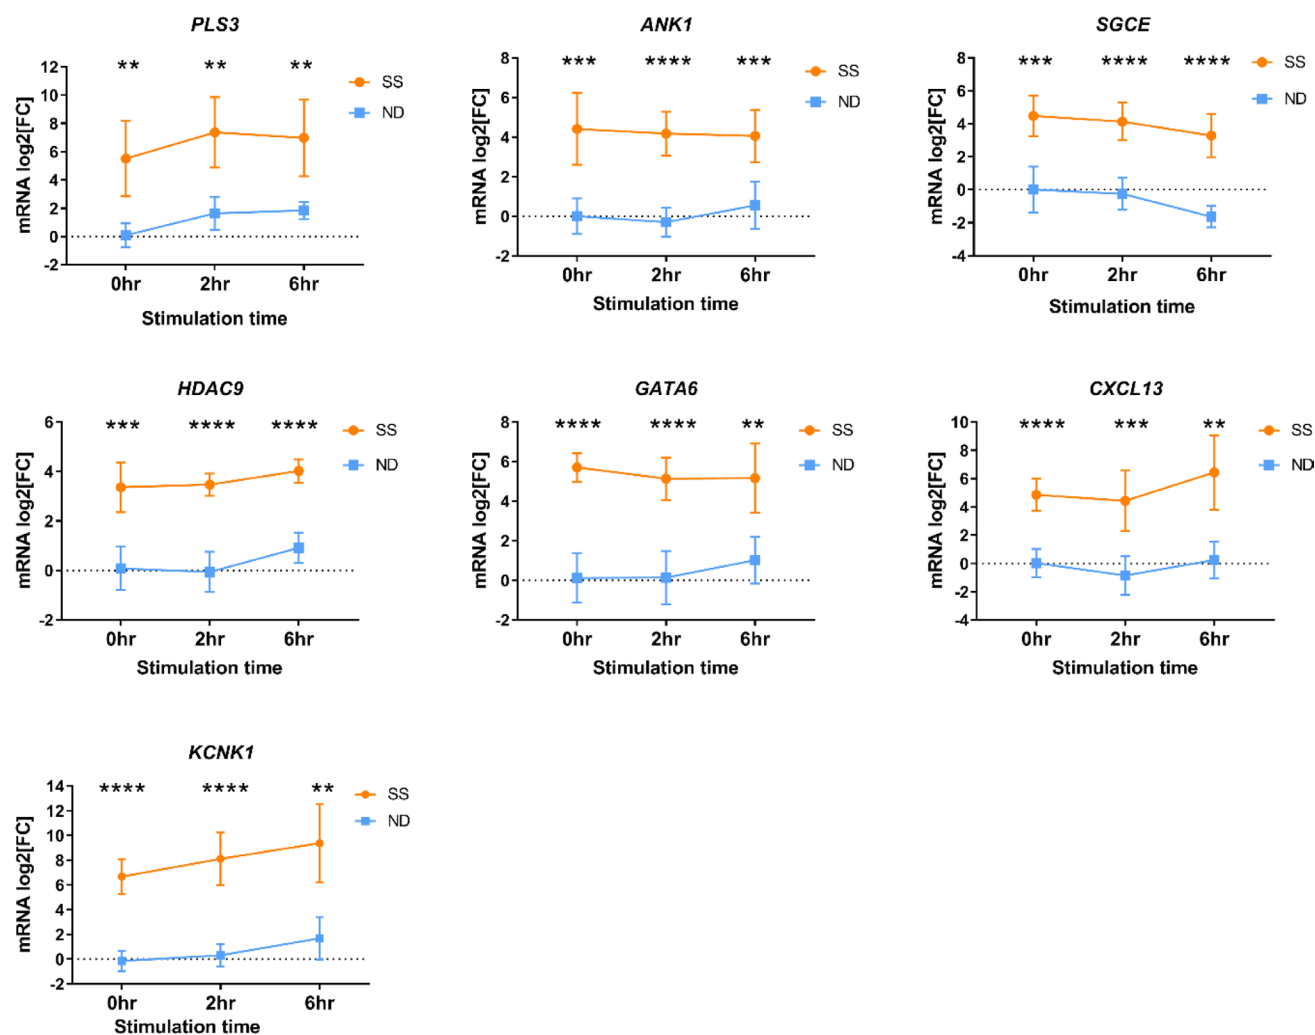 PLS3
** ** **
mRNA log2[FC]
12
10
8
6
4
2
0
-2
0hr 2hr 6hr
Stimulation time
SS
ND
ANK1
*** **** ***
mRNA log2[FC]
8
6
4
2
0
-2
0hr 2hr 6hr
Stimulation time
SS
ND
SGCE
*** **** ****
mRNA log2[FC]
8
6
4
2
0
-2
-4
0hr 2hr 6hr
Stimulation time
SS
ND
HDAC9
*** **** ****
mRNA log2[FC]
6
4
2
0
-2
0hr 2hr 6hr
Stimulation time
SS
ND
GATA6
**** **** **
mRNA log2[FC]
8
6
4
2
0
-2
0hr 2hr 6hr
Stimulation time
SS
ND
CXCL13
**** *** **
mRNA log2[FC]
10
8
6
4
2
0
-2
-4
0hr 2hr 6hr
Stimulation time
SS
ND
KCNK1
**** **** **
mRNA log2[FC]
14
12
10
8
6
4
2
0
-2
0hr 2hr 6hr
Stimulation time
SS
ND